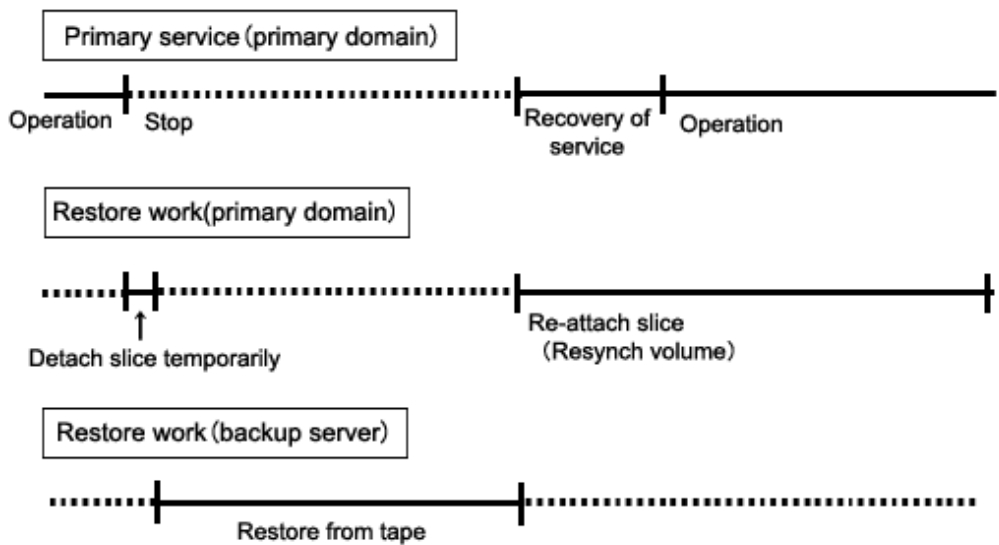 Primary service(primary domain)
Operation
Stop
Recovery of
service
Operation
Restore work(primary domain)
Detach slice temporarily
Re-attach slice
(Resynch volume)
Restore work(backup server)
Restore from tape